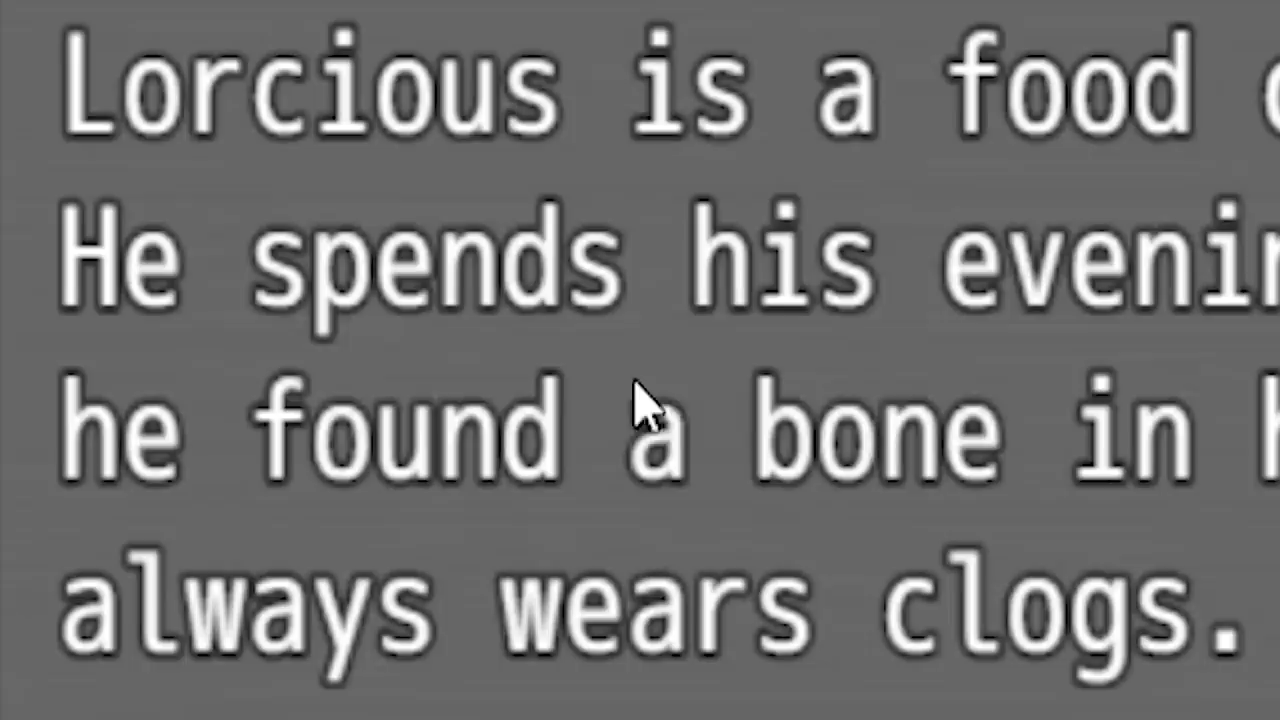 Lorcious is a food
He spends his evenin
he found a bone in h
always wears clogs.